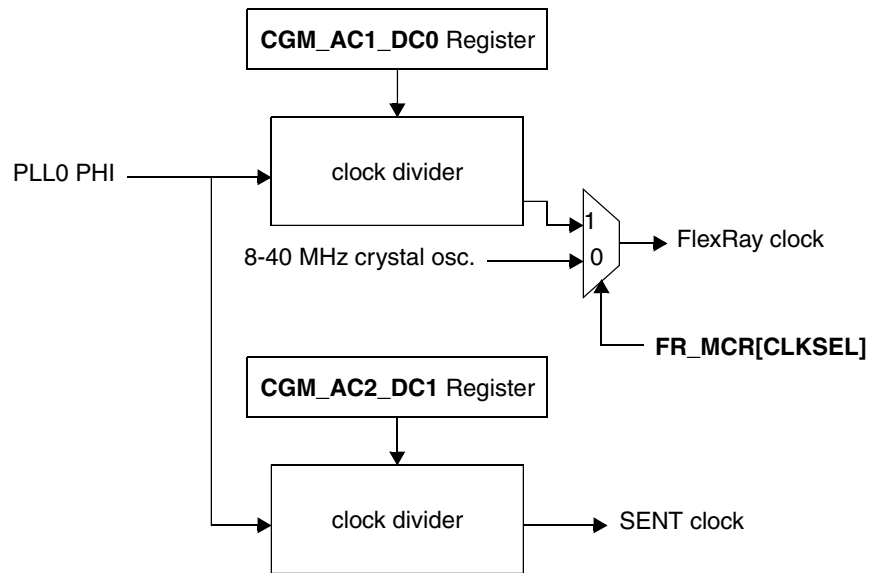 CGM_AC1_DC0 Register
PLL0 PHI
clock divider
1
FlexRay clock
8-40 MHz crystal osc.
0
FR_MCR[CLKSEL]
CGM_AC2_DC1 Register
clock divider
SENT clock